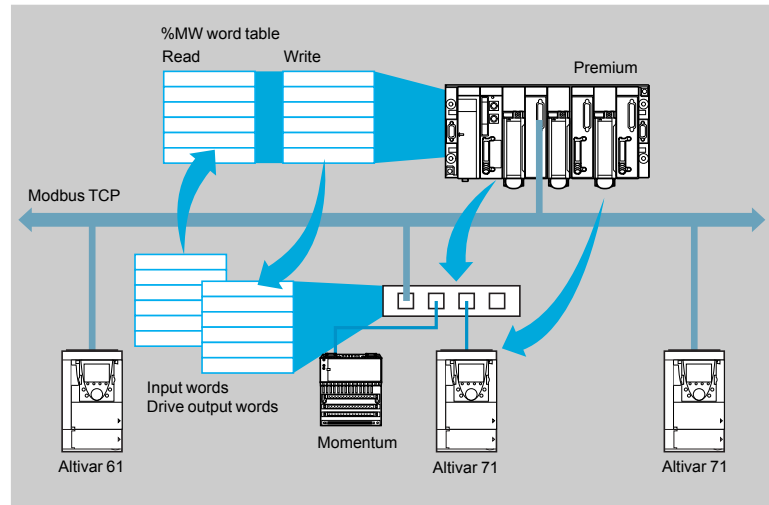 %MW word table
Read
Write
Premium
Modbus TCP
Input words
Drive output words
Momentum
Altivar 61
Altivar 71
Altivar 71